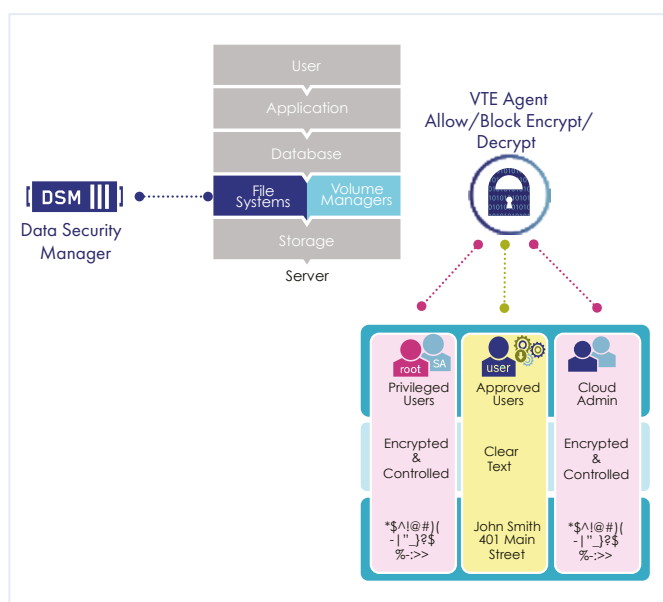 User
Application
Database
File
Systems
Volume
Managers
Storage
Server
DSM
Data Security
Manager
VTE Agent
Allow/Block Encrypt/
Decrypt
root
SA
Privileged
Users
Encrypted
&
Controlled
*$^!@#)(
-|"_}?$
%-:>>
user
Approved
Users
Clear
Text
John Smith
401 Main
Street
Cloud
Admin
Encrypted
&
Controlled
*$^!@#)(
-|"_}?$
%-:>>